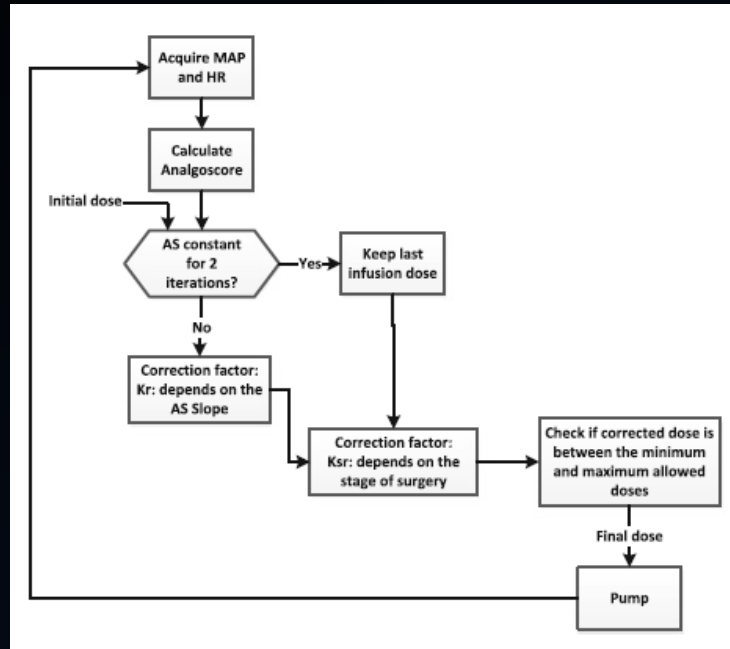 Acquire MAP
and HR
Calculate
Analgoscore
Initial dose
AS constant
for 2
iterations?
Yes
Keep last
infusion dose
No
Correction factor:
Kr: depends on the
AS Slope
Correction factor:
Ksr: depends on the
stage of surgery
Check if corrected dose is
between the minimum
and maximum allowed
doses
Final dose
Pump